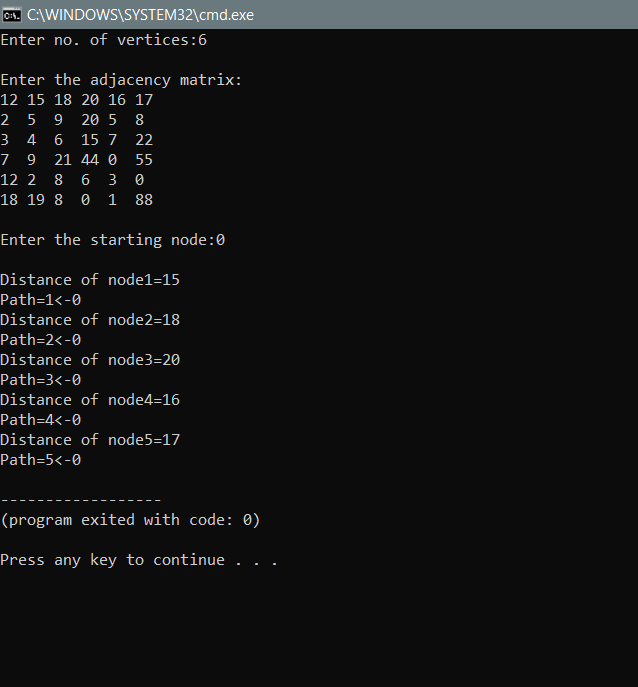 C:\WINDOWS\SYSTEM32\cmd.exe
Enter no. of vertices:6
Enter the adjacency matrix:
12 15 18 20 16 17
2  5  9  20 5  8
3  4  6  15 7  22
7  9  21 44 0  55
12 2  8  6  3  0
18 19 8  0  1  88
Enter the starting node:0
Distance of node1=15
Path=1<-0
Distance of node2=18
Path=2<-0
Distance of node3=20
Path=3<-0
Distance of node4=16
Path=4<-0
Distance of node5=17
Path=5<-0
------------------
(program exited with code: 0)
Press any key to continue . . .